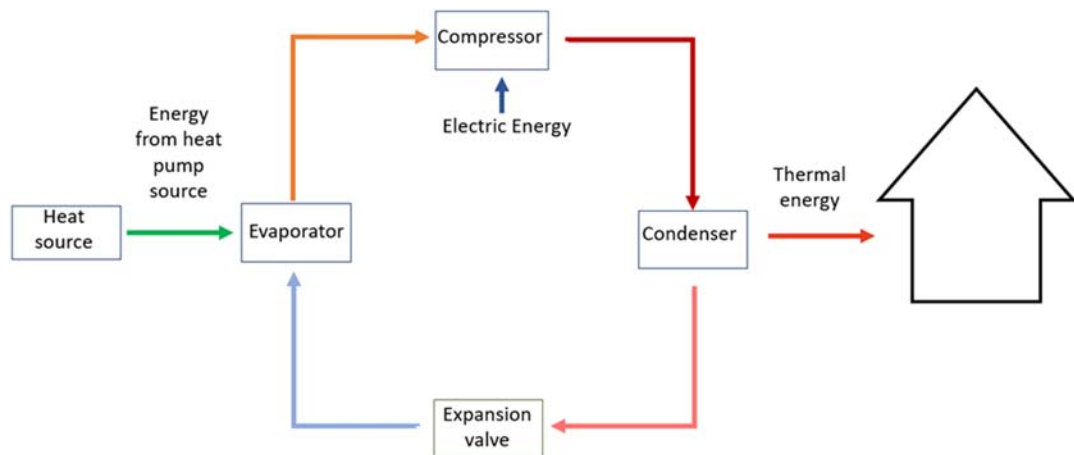 Compressor
Electric Energy
Energy
from heat
pump
source
Heat
source
Evaporator
Condenser
Thermal
energy
Expansion
valve